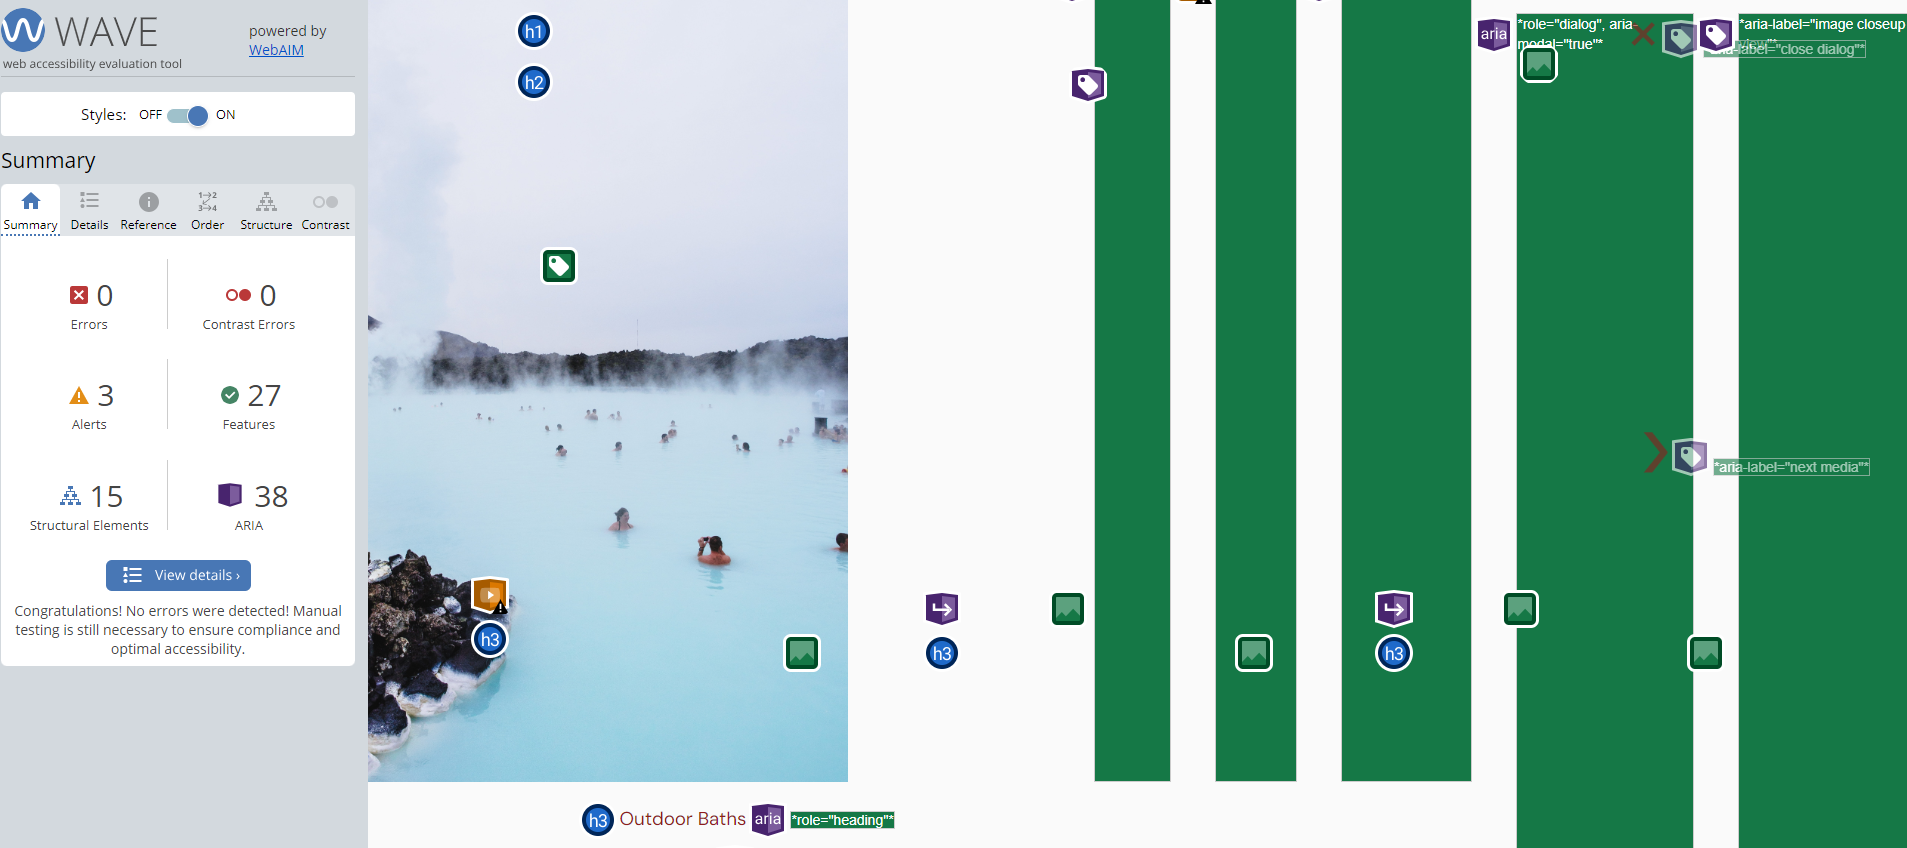 WAVE
powered by
WebAIM
web accessibility evaluation tool
Styles: OFF ON
Summary
Summary Details Reference Order Structure Contrast
0
Errors
0
Contrast Errors
3
Alerts
27
Features
15
Structural Elements
38
ARIA
View details ›
Congratulations! No errors were detected! Manual
testing is still necessary to ensure compliance and
optimal accessibility.
h1
h2
h3
h3
h3
h3 Outdoor Baths aria *role="heading"*
aria *role="dialog", aria-
modal="true"*
*aria-label="image closeup
"close dialog"*
*aria-label="next media"*